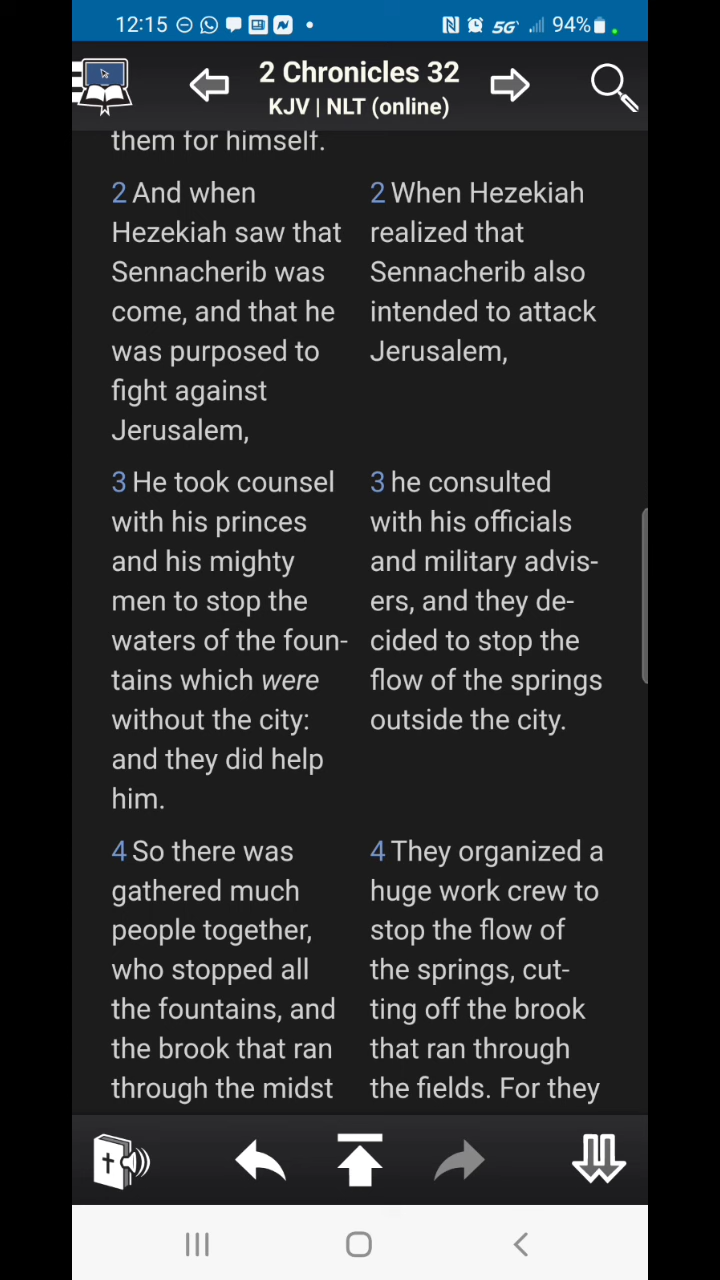 12:15 5G 94%
2 Chronicles 32
KJV | NLT (online)
them for himself.
2 And when
Hezekiah saw that
Sennacherib was
come, and that he
was purposed to
fight against
Jerusalem,
2 When Hezekiah
realized that
Sennacherib also
intended to attack
Jerusalem,
3 He took counsel
with his princes
and his mighty
men to stop the
waters of the foun-
tains which were
without the city:
and they did help
him.
3 he consulted
with his officials
and military advis-
ers, and they de-
cided to stop the
flow of the springs
outside the city.
4 So there was
gathered much
people together,
who stopped all
the fountains, and
the brook that ran
through the midst
4 They organized a
huge work crew to
stop the flow of
the springs, cut-
ting off the brook
that ran through
the fields. For they